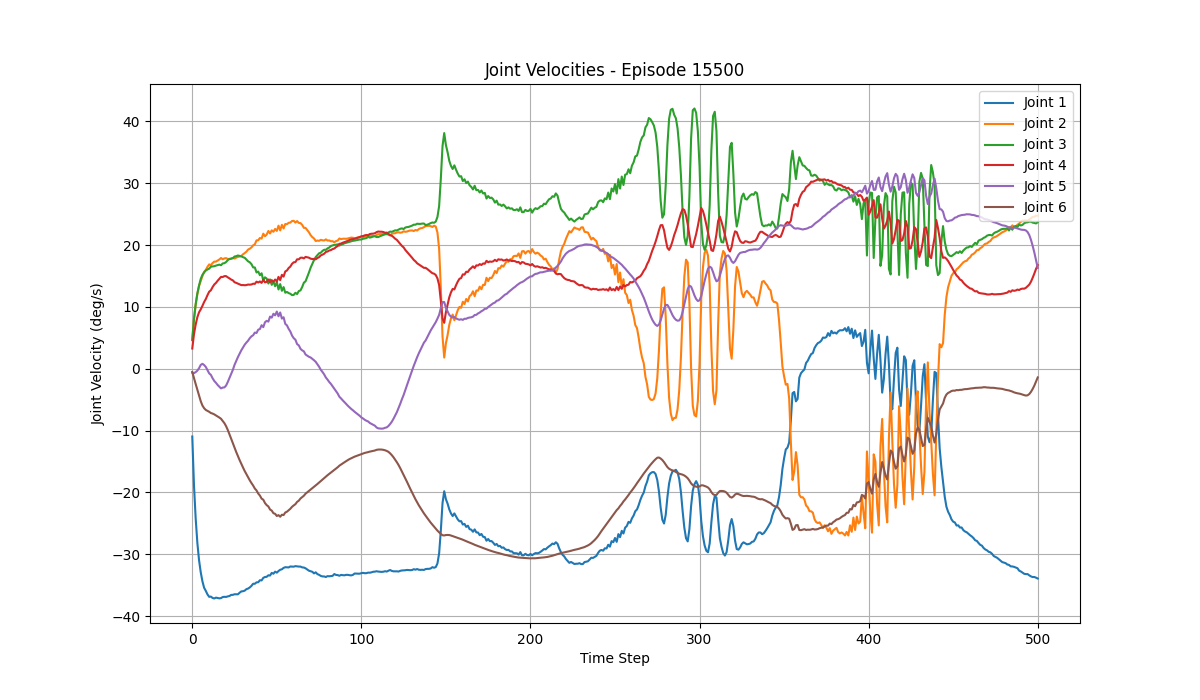 Joint Velocities - Episode 15500
Joint Velocity (deg/s)
40
30
20
10
0
−10
−20
−30
−40
0
100
200
300
400
500
Time Step
Joint 1
Joint 2
Joint 3
Joint 4
Joint 5
Joint 6